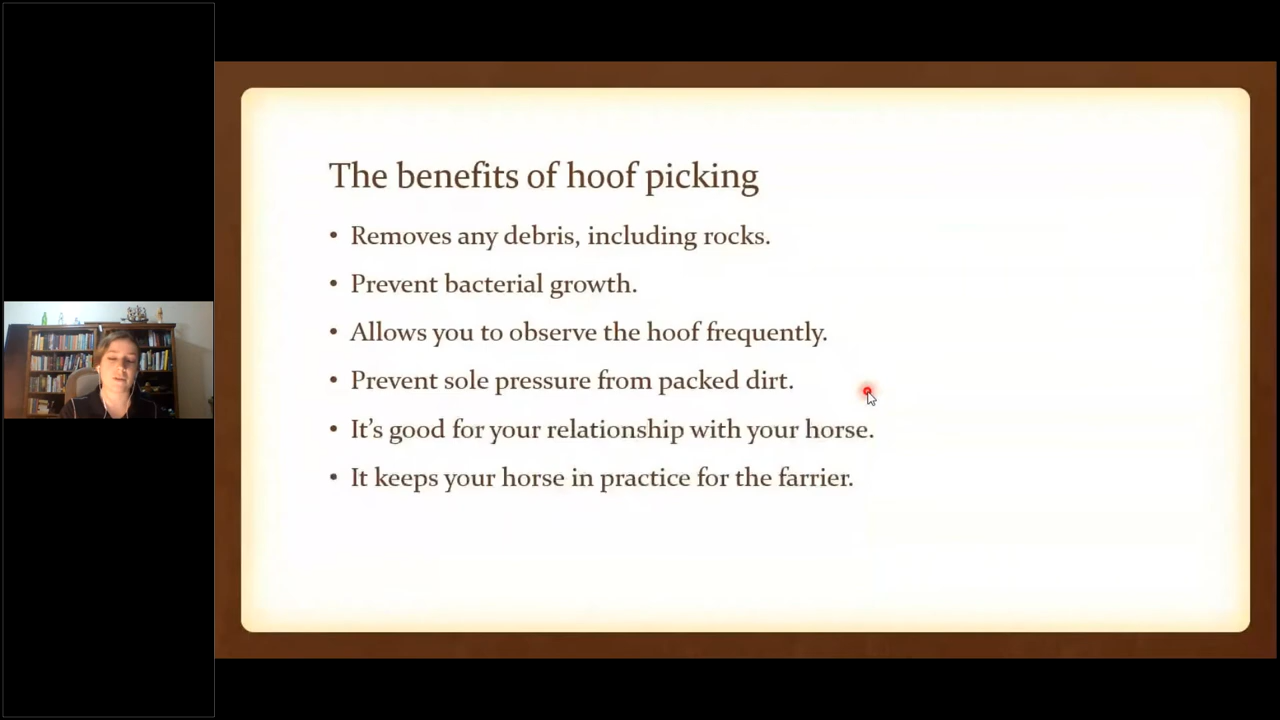 The benefits of hoof picking
• Removes any debris, including rocks.
• Prevent bacterial growth.
• Allows you to observe the hoof frequently.
• Prevent sole pressure from packed dirt.
• It’s good for your relationship with your horse.
• It keeps your horse in practice for the farrier.